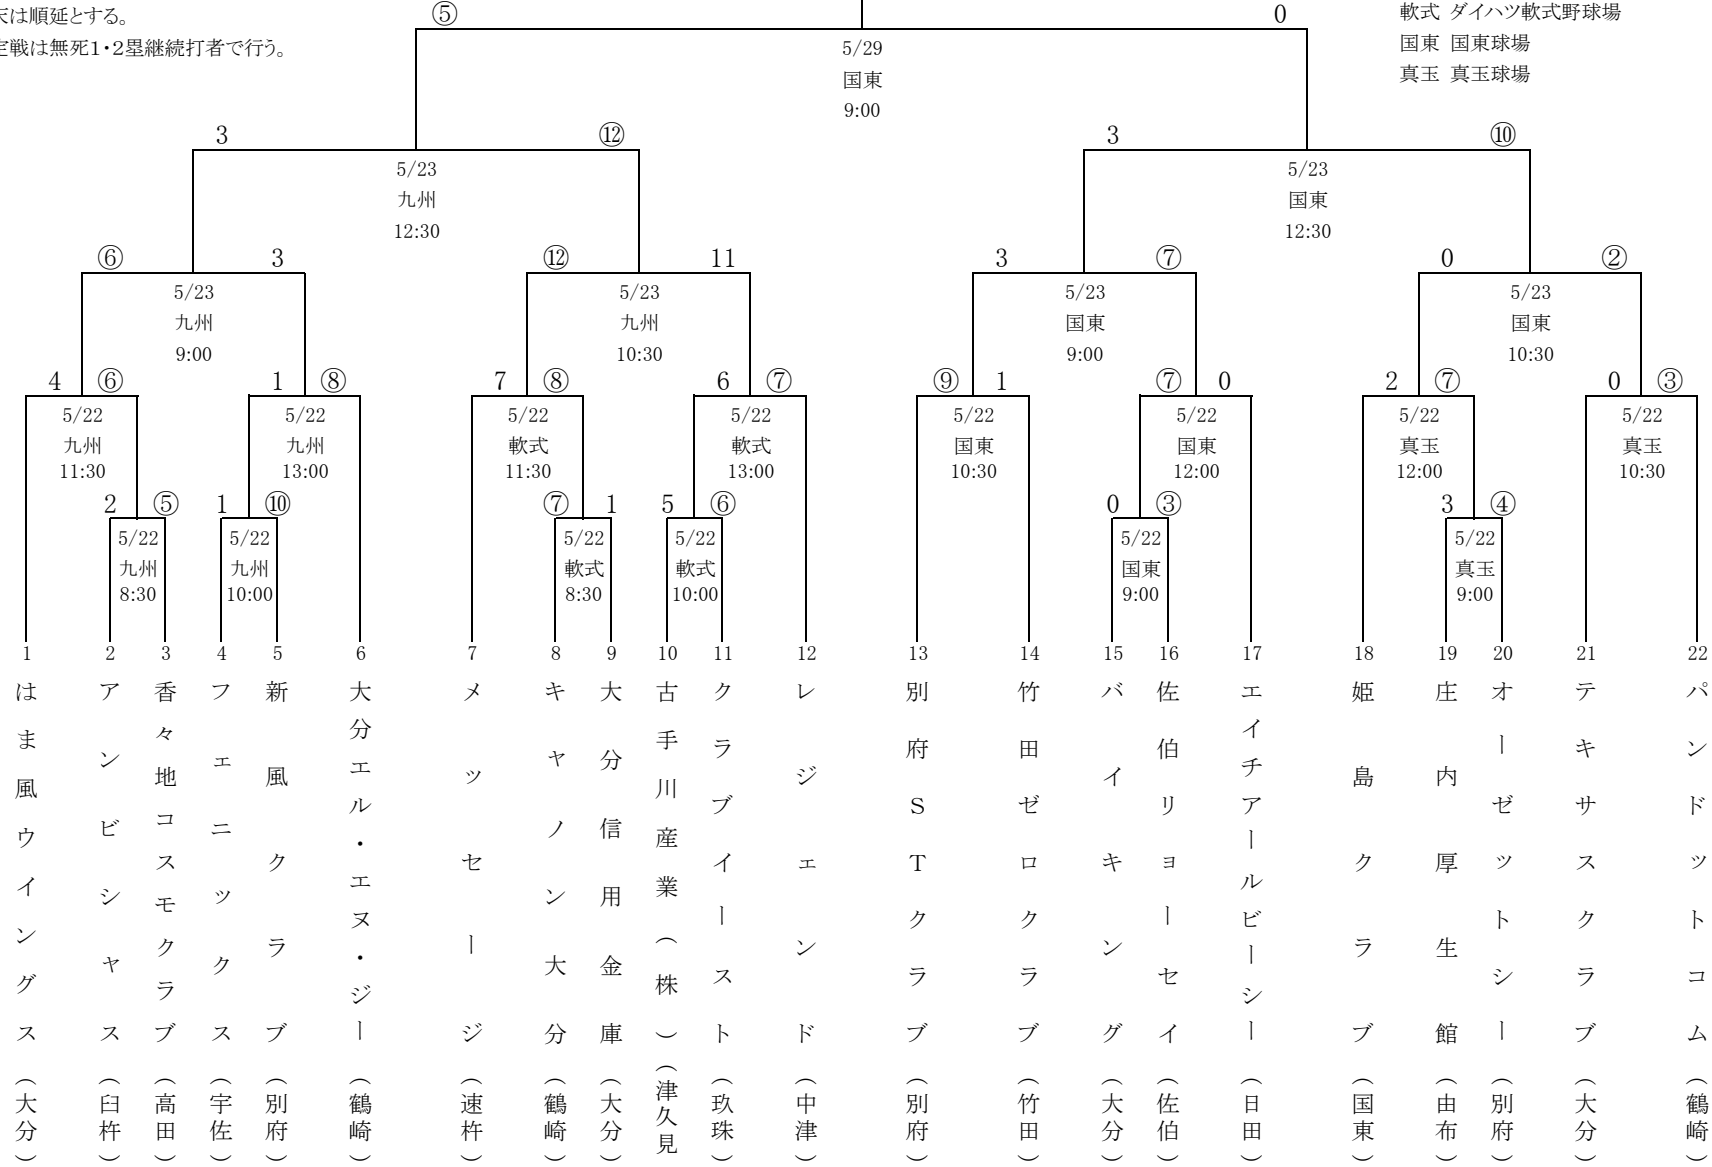 天は順延とする。
定戦は無死1・2塁継続打者で行う。
軟式 ダイハツ軟式野球場
国東 国東球場
真玉 真玉球場
⑤ 0
5/29
国東
9:00
3 ⑫ 3 ⑩
5/23 5/23
九州 国東
12:30 12:30
⑥ 3 ⑫ 11 3 ⑦ 0 ②
5/23 5/23 5/23 5/23
九州 九州 国東 国東
9:00 10:30 9:00 10:30
4 ⑥ 1 ⑧ 7 ⑧ 6 ⑦ ⑨ 1 ⑦ 0 2 ⑦ 0 ③
5/22 5/22 5/22 5/22 5/22 5/22 5/22 5/22
九州 九州 軟式 軟式 国東 国東 真玉 真玉
11:30 13:00 11:30 13:00 10:30 12:00 12:00 10:30
2 ⑤ 1 ⑩ ⑦ 1 5 ⑥ 0 ③ 3 ④
5/22 5/22 5/22 5/22 5/22 5/22
九州 九州 軟式 軟式 国東 真玉
8:30 10:00 8:30 10:00 9:00 9:00
1 2 3 4 5 6 7 8 9 10 11 12 13 14 15 16 17 18 19 20 21 22
はま風ウイングス(大分)
アンビシャス(臼杵)
香々地コスモクラブ(高田)
フェニックス(宇佐)
新風クラブ(別府)
大分エル・エヌ・ジー(鶴崎)
メッセージ(速杵)
キャノン大分(鶴崎)
大分信用金庫(大分)
古手川産業(株)(津久見
クラブイースト(玖珠)
レジェンド(中津)
別府STクラブ(別府)
竹田ゼロクラブ(竹田)
バイキング(大分)
佐伯リョーセイ(佐伯)
エイチアールビーシー(日田)
姫島クラブ(国東)
庄内厚生館(由布)
オーゼットシー(別府)
テキサスクラブ(大分)
パンドットコム(鶴崎)